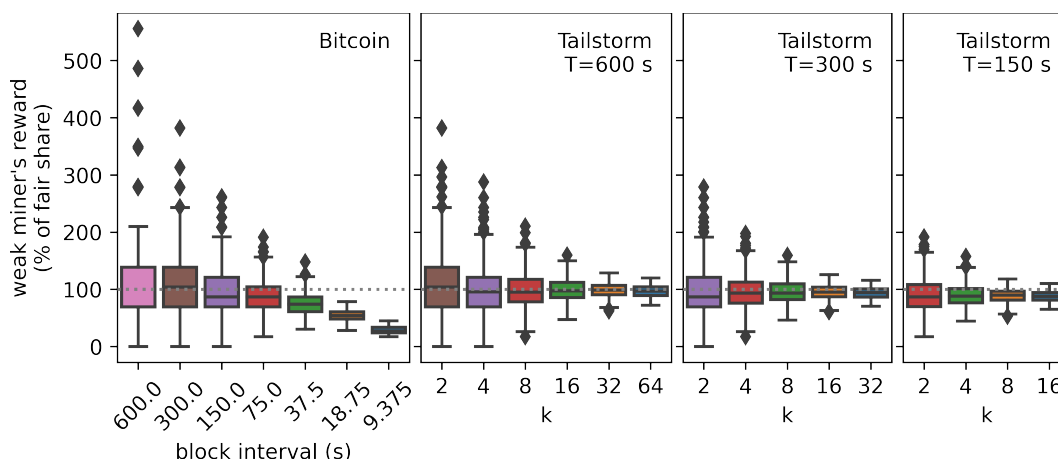 weak miner's reward
(% of fair share)
500
400
300
200
100
0
Bitcoin
600.0
300.0
150.0
75.0
37.5
18.75
9.375
block interval (s)
Tailstorm
T=600 s
2 4 8 16 32 64
k
Tailstorm
T=300 s
2 4 8 16 32
k
Tailstorm
T=150 s
2 4 8 16
k